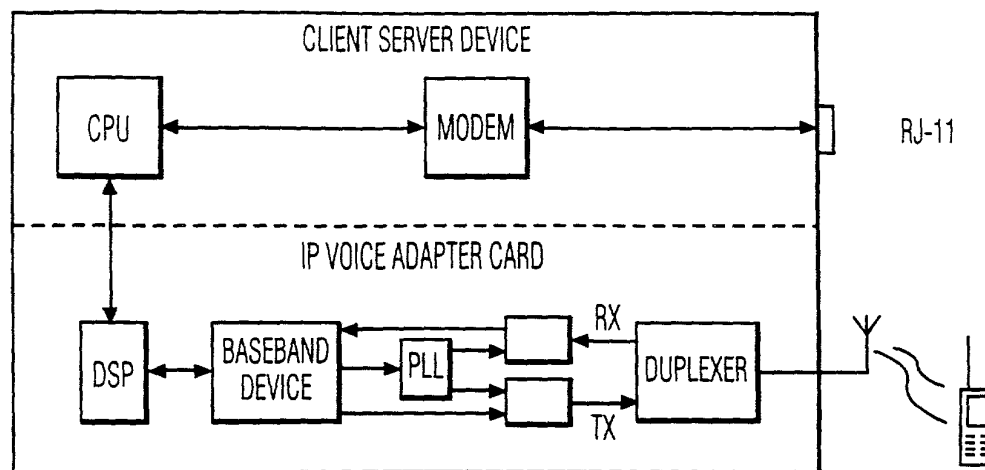 CLIENT SERVER DEVICE
CPU
MODEM
RJ-11
IP VOICE ADAPTER CARD
DSP
BASEBAND
DEVICE
PLL
RX
TX
DUPLEXER